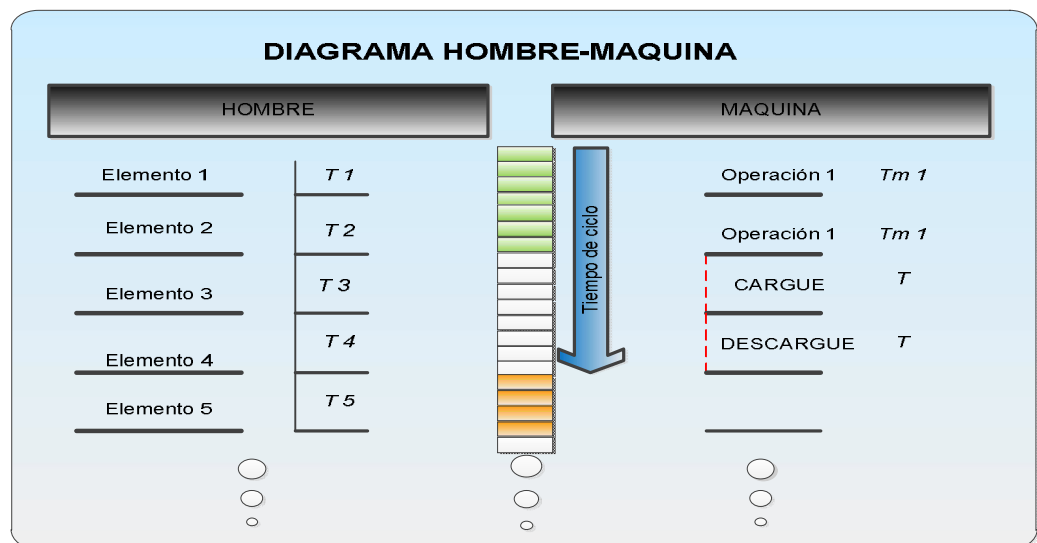 DIAGRAMA HOMBRE-MAQUINA
HOMBRE
MAQUINA
Elemento 1
T 1
Operación 1
Tm 1
Elemento 2
T 2
Operación 1
Tm 1
Elemento 3
T 3
CARGUE
T
Elemento 4
T 4
DESCARGUE
T
Elemento 5
T 5
Tiempo de ciclo